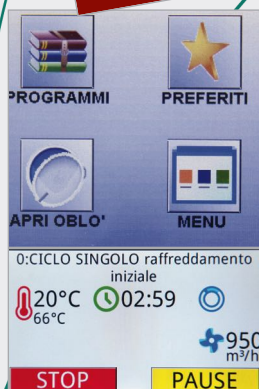 PROGRAMMI PREFERITI
APRI OBLO' MENU
0:CICLO SINGOLO raffreddamento
iniziale
20°C 02:59
66°C
950
m³/h
STOP PAUSE